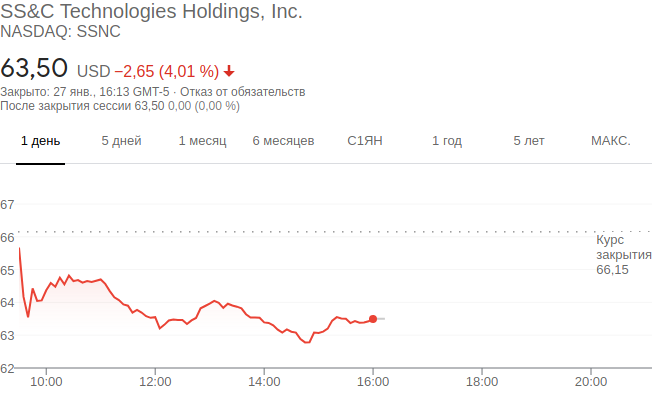 SS&C Technologies Holdings, Inc.
NASDAQ: SSNC
63,50 USD −2,65 (4,01 %)
Закрыто: 27 янв., 16:13 GMT-5 · Отказ от обязательств
После закрытия сессии 63,50 0,00 (0,00 %)
1 день 5 дней 1 месяц 6 месяцев С1ЯН 1 год 5 лет МАКС.
67
66
Курс
закрытия
66,15
65
64
63
62
10:00 12:00 14:00 16:00 18:00 20:00